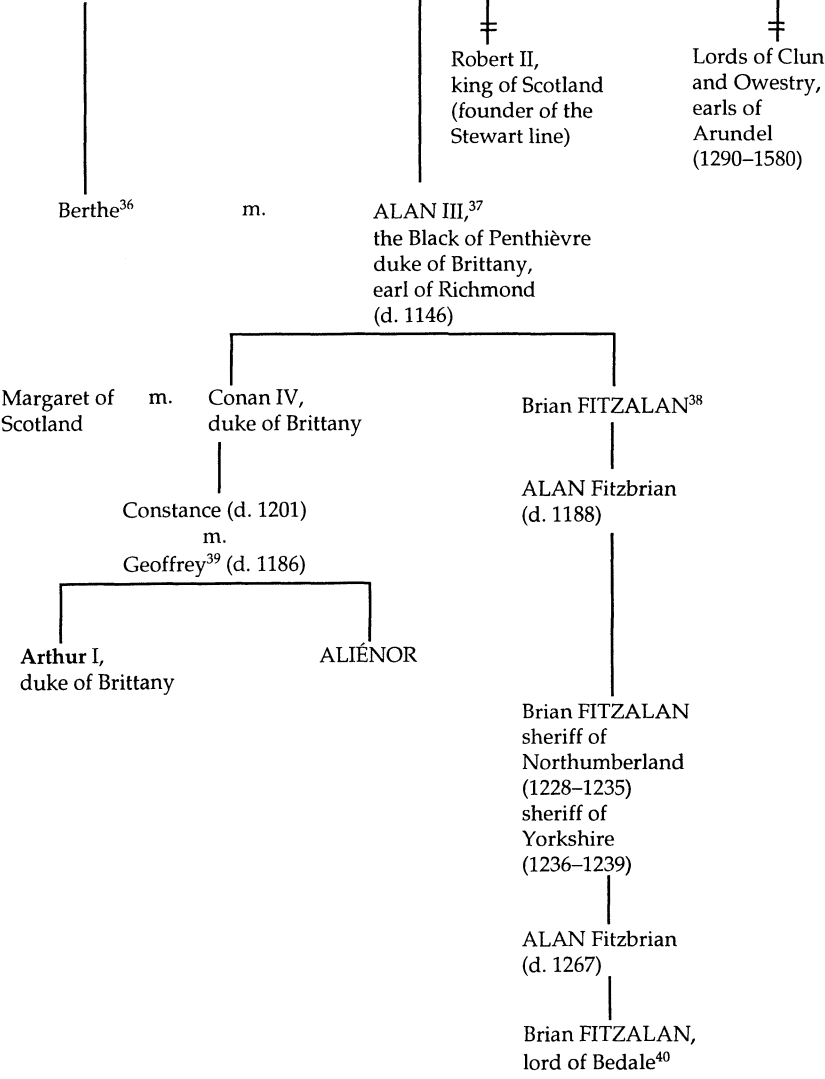 Robert II,
king of Scotland
(founder of the
Stewart line)
Lords of Clun
and Owestry,
earls of
Arundel
(1290–1580)
Berthe³⁶ m. ALAN III,³⁷
the Black of Penthièvre
duke of Brittany,
earl of Richmond
(d. 1146)
Margaret of m. Conan IV,
Scotland duke of Brittany
Brian FITZALAN³⁸
Constance (d. 1201)
m.
Geoffrey³⁹ (d. 1186)
ALAN Fitzbrian
(d. 1188)
Arthur I,
duke of Brittany
ALIÉNOR
Brian FITZALAN
sheriff of
Northumberland
(1228–1235)
sheriff of
Yorkshire
(1236–1239)
ALAN Fitzbrian
(d. 1267)
Brian FITZALAN,
lord of Bedale⁴⁰